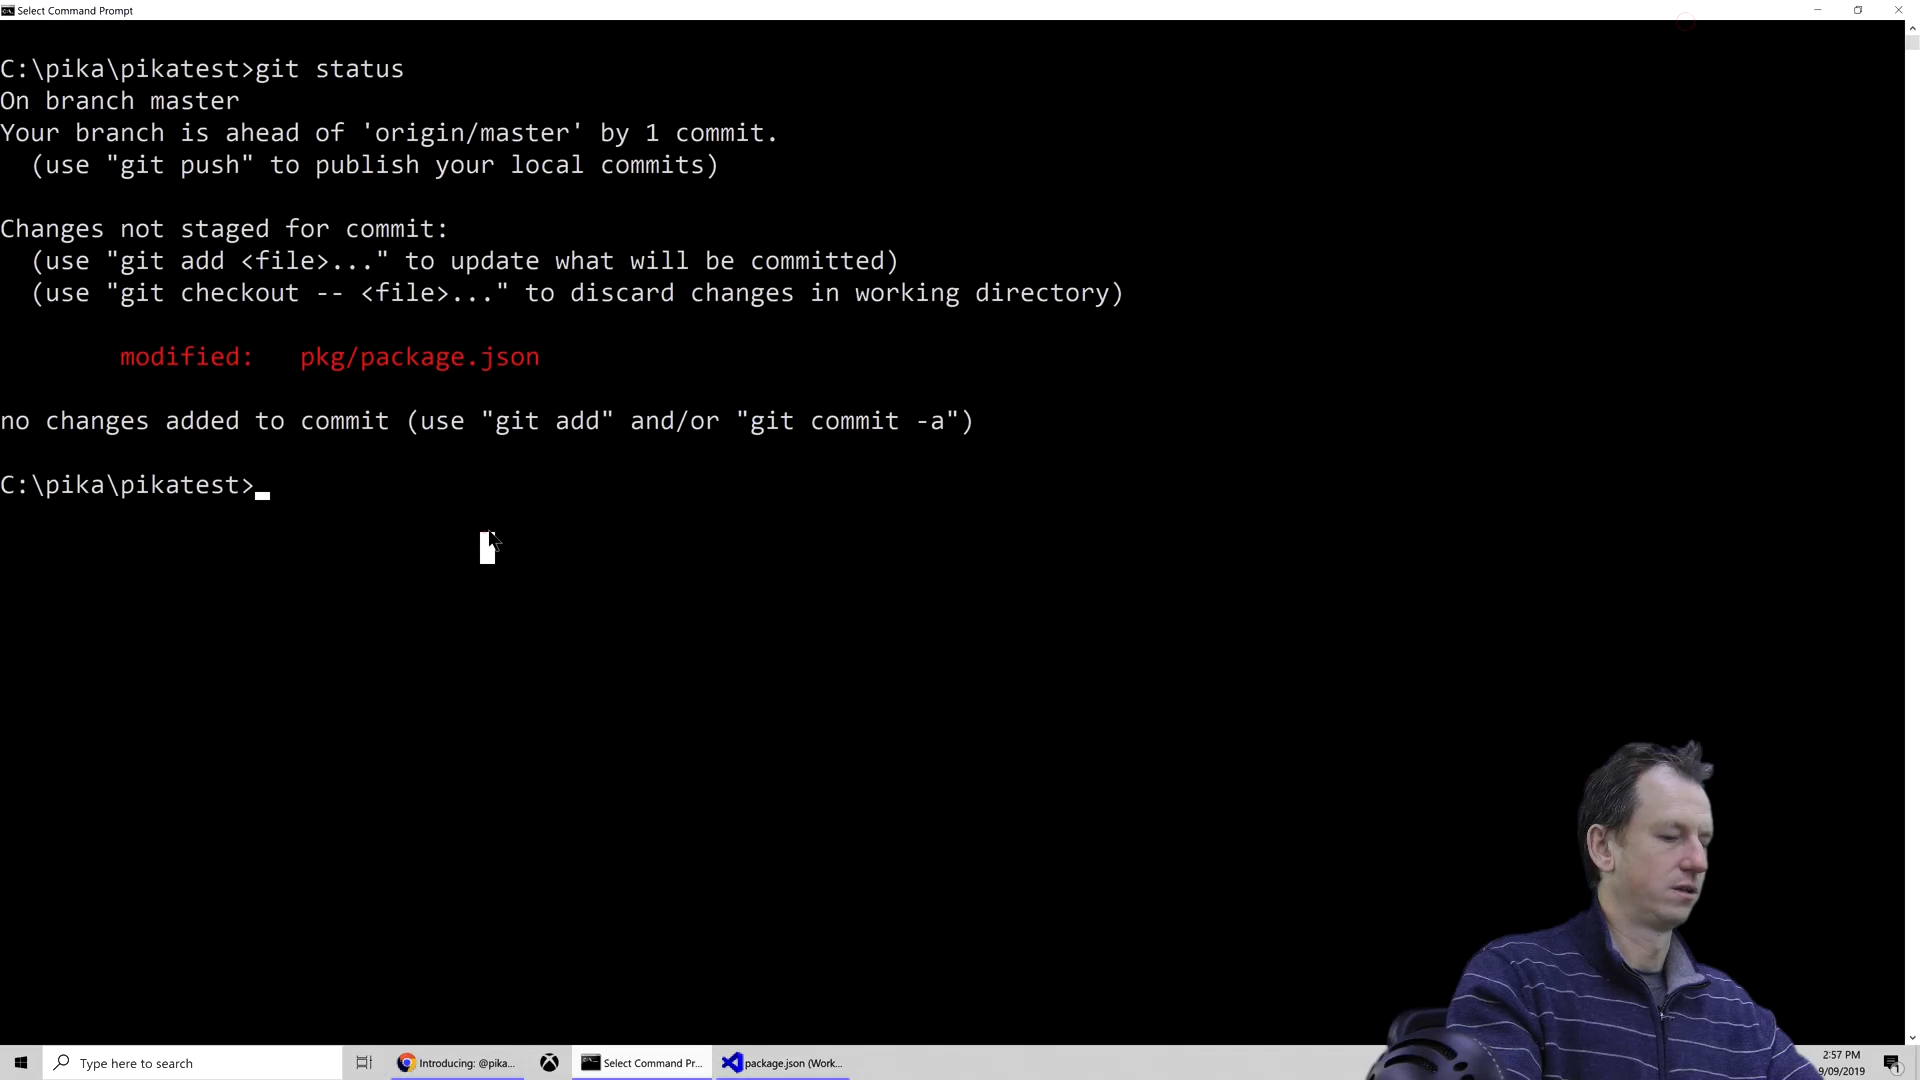 Select Command Prompt
C:\pika\pikatest>git status
On branch master
Your branch is ahead of 'origin/master' by 1 commit.
(use "git push" to publish your local commits)
Changes not staged for commit:
(use "git add <file>..." to update what will be committed)
(use "git checkout -- <file>..." to discard changes in working directory)
modified: pkg/package.json
no changes added to commit (use "git add" and/or "git commit -a")
C:\pika\pikatest>
Type here to search
Introducing: @pika...
Select Command Pr...
package.json (Work...
2:57 PM
9/09/2019
1